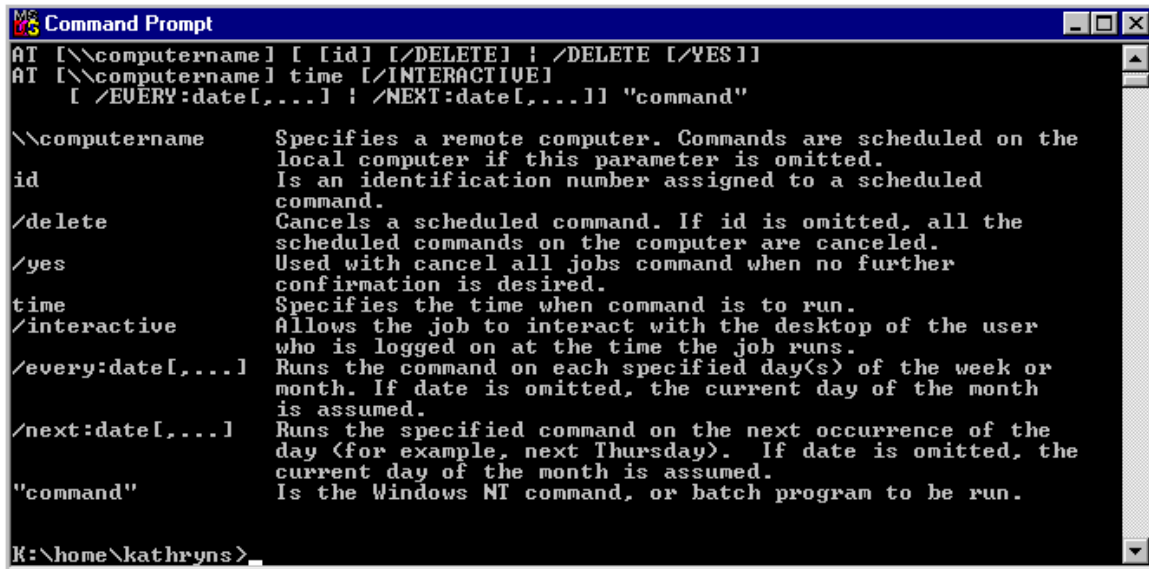 MS
DOS Command Prompt
AT [\\computername] [ [id] [/DELETE] ¦ /DELETE [/YES]]
AT [\\computername] time [/INTERACTIVE]
    [ /EVERY:date[,...] ¦ /NEXT:date[,...]] "command"

\\computername     Specifies a remote computer. Commands are scheduled on the
                   local computer if this parameter is omitted.
id                 Is an identification number assigned to a scheduled
                   command.
/delete            Cancels a scheduled command. If id is omitted, all the
                   scheduled commands on the computer are canceled.
/yes               Used with cancel all jobs command when no further
                   confirmation is desired.
time               Specifies the time when command is to run.
/interactive       Allows the job to interact with the desktop of the user
                   who is logged on at the time the job runs.
/every:date[,...]  Runs the command on each specified day(s) of the week or
                   month. If date is omitted, the current day of the month
                   is assumed.
/next:date[,...]   Runs the specified command on the next occurrence of the
                   day (for example, next Thursday).  If date is omitted, the
                   current day of the month is assumed.
"command"          Is the Windows NT command, or batch program to be run.

K:\home\kathryns>_